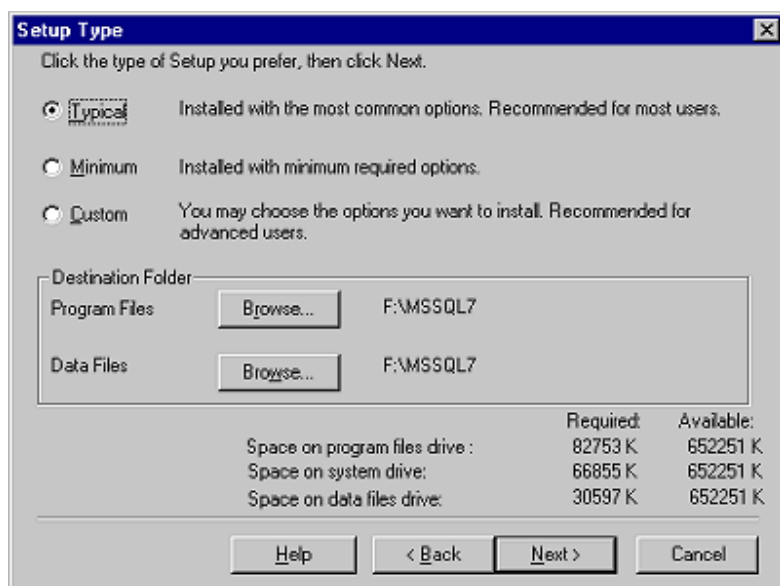 Setup Type
Click the type of Setup you prefer, then click Next.
Typical Installed with the most common options. Recommended for most users.
Minimum Installed with minimum required options.
Custom You may choose the options you want to install. Recommended for
advanced users.
Destination Folder
Program Files Browse... F:\MSSQL7
Data Files Browse... F:\MSSQL7
Required: Available:
Space on program files drive : 82753 K 652251 K
Space on system drive: 66855 K 652251 K
Space on data files drive: 30597 K 652251 K
Help < Back Next > Cancel